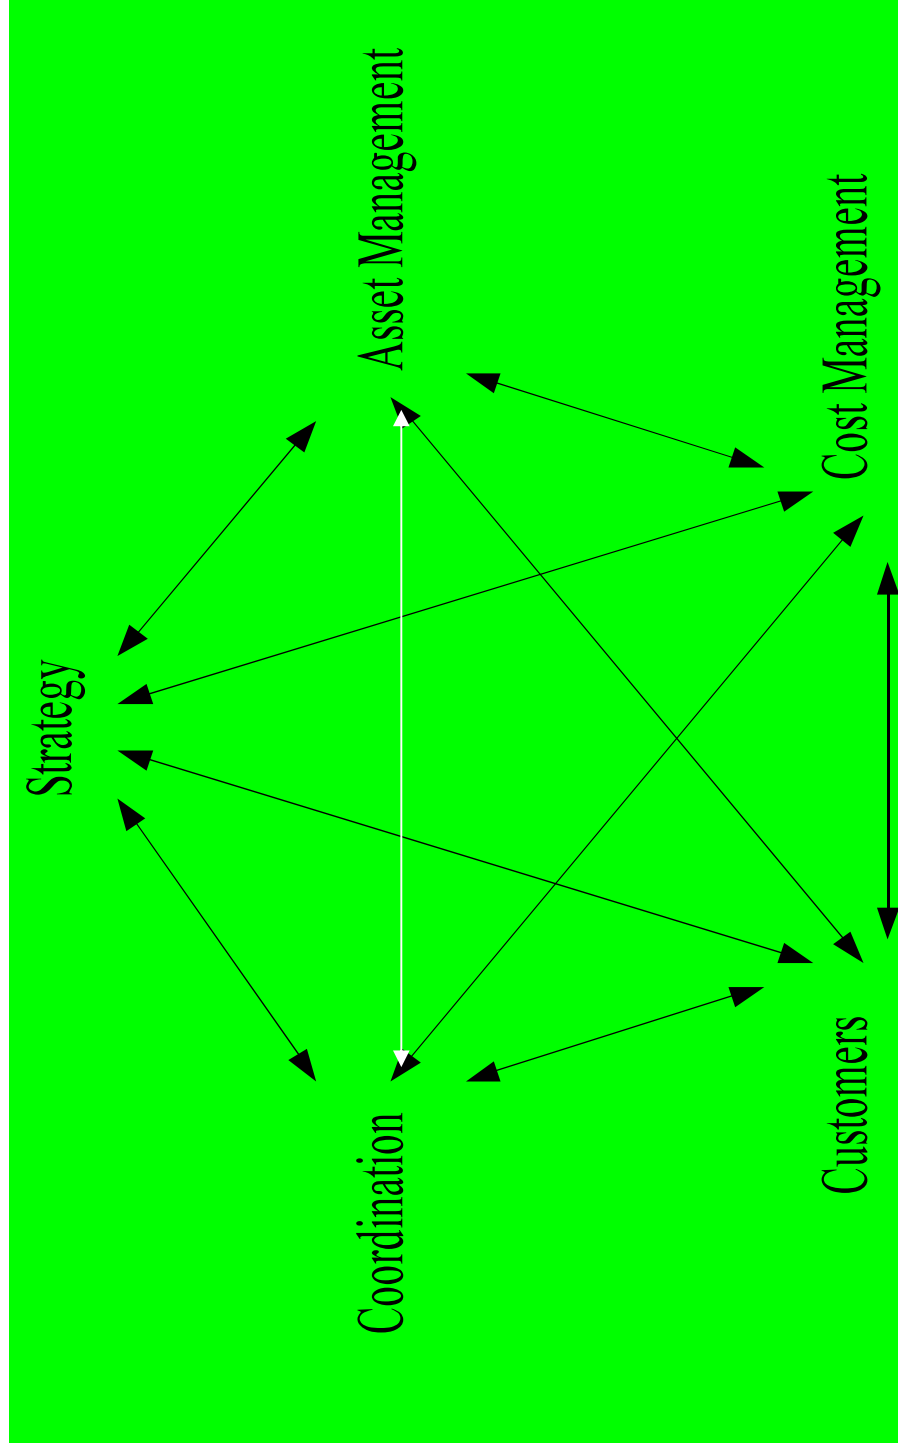 Strategy
Coordination
Asset Management
Customers
Cost Management